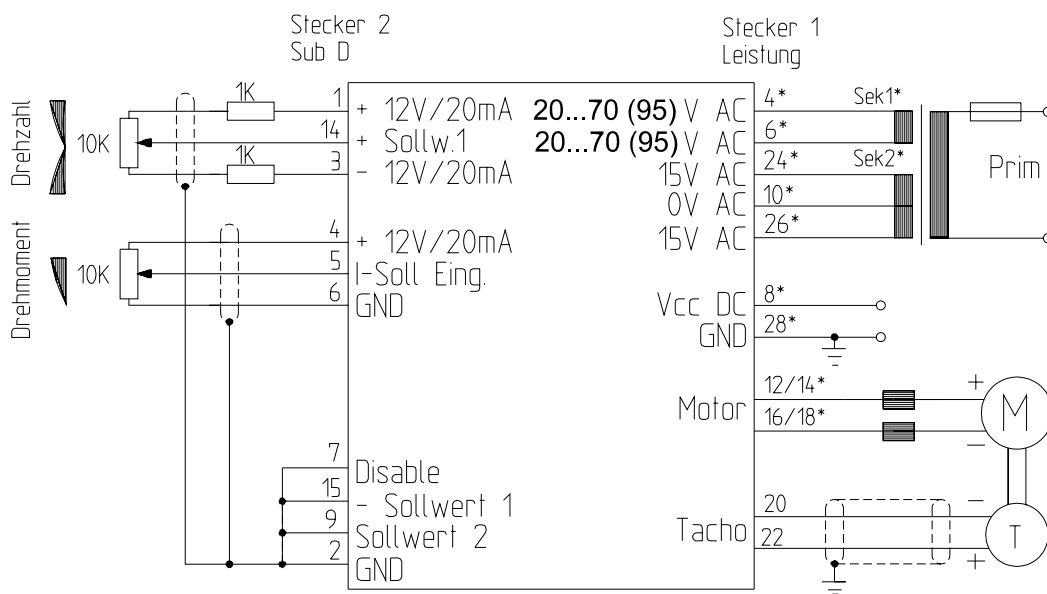 Stecker 2
Sub D
Stecker 1
Leistung
Drehzahl
10K
1K
1K
1
+ 12V/20mA
14
+ Sollw.1
3
- 12V/20mA
Drehmoment
10K
4
+ 12V/20mA
5
I-Soll Eing.
6
GND
7
Disable
15
- Sollwert 1
9
Sollwert 2
2
GND
20...70 (95) V AC
4*
Sek1*
20...70 (95) V AC
6*
15V AC
24*
Sek2*
0V AC
10*
15V AC
26*
Prim
Vcc DC
8*
GND
28*
Motor
12/14*
16/18*
+
M
-
Tacho
20
22
-
T
+